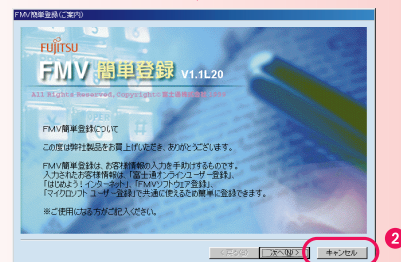 FMV簡単登録(ご案内)
FUJITSU
FMV 簡単登録 V1.1L20
All Rights Reserved, Copyright
FMV簡単登録について
この度は弊社製品をお買上げいただき、ありがとうございます。
FMV簡単登録は、お客様情報の入力を手助けするものです。
入力されたお客様情報は「富士通オンラインユーザー登録」、
「はじめよう!インターネット」、「FMVソフトウェア登録」、
「マイクロソフト ユーザー登録」で共通に使えるため簡単に登録できます。
※ご使用になる方がご記入ください。
次へ(N) > キャンセル
2